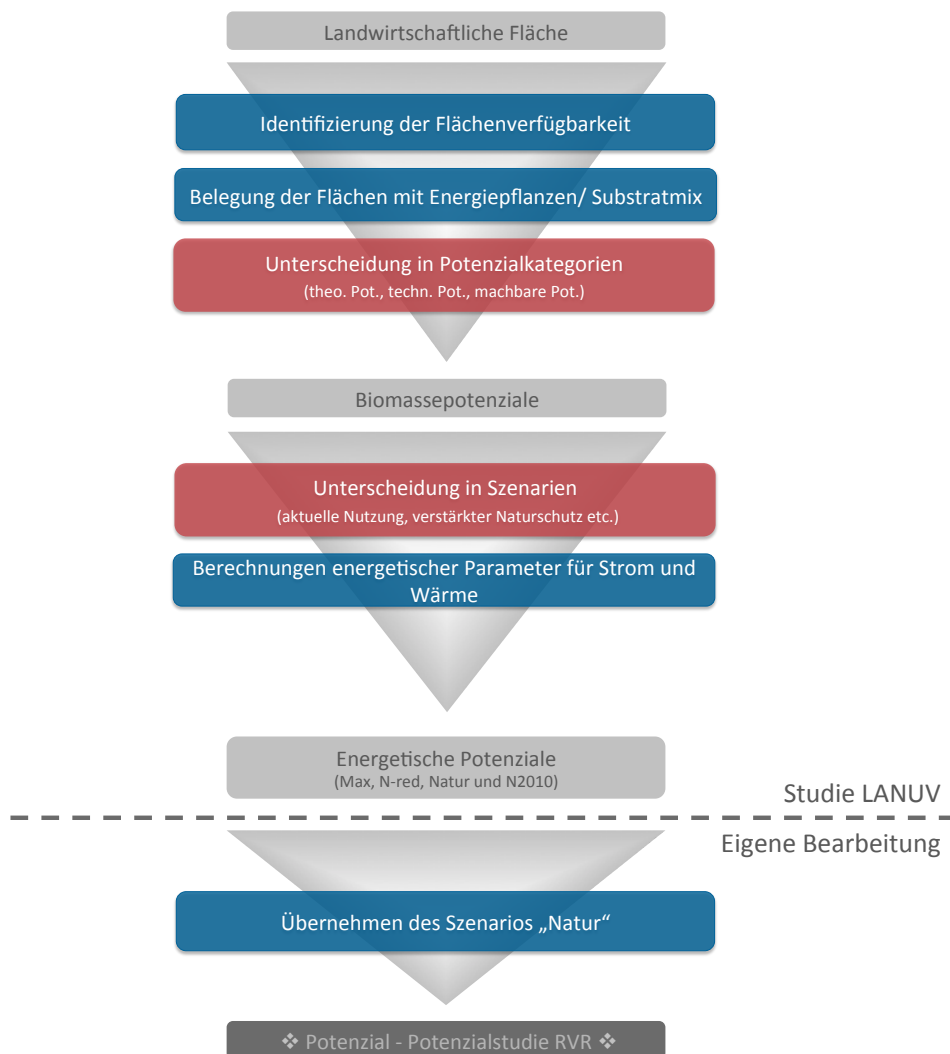 Landwirtschaftliche Fläche
Identifizierung der Flächenverfügbarkeit
Belegung der Flächen mit Energiepflanzen/ Substratmix
Unterscheidung in Potenzialkategorien
(theo. Pot., techn. Pot., machbare Pot.)
Biomassepotenziale
Unterscheidung in Szenarien
(aktuelle Nutzung, verstärkter Naturschutz etc.)
Berechnungen energetischer Parameter für Strom und
Wärme
Energetische Potenziale
(Max, N-red, Natur und N2010)
Studie LANUV
Eigene Bearbeitung
Übernehmen des Szenarios „Natur“
❖ Potenzial - Potenzialstudie RVR ❖